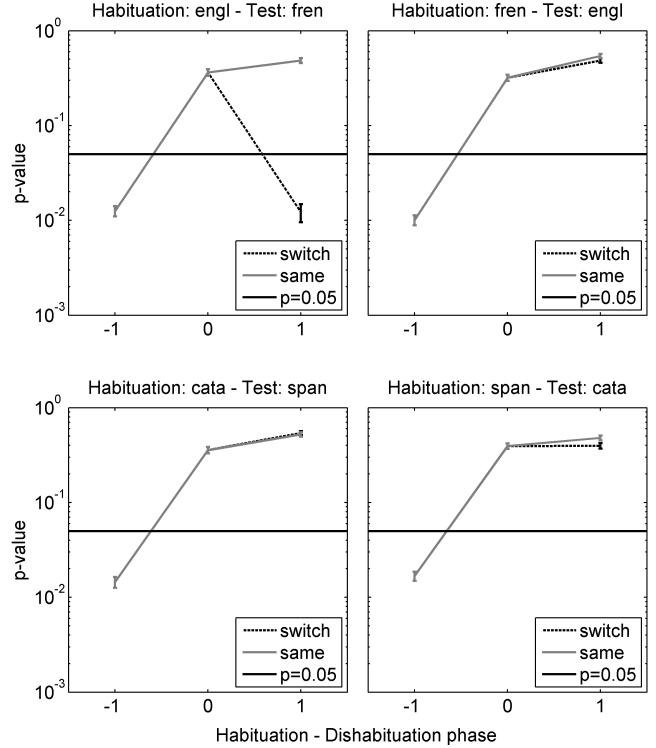 Habituation: engl - Test: fren
Habituation: fren - Test: engl
10^0
10^-1
10^-2
10^-3
p-value
-1 0 1
-1 0 1
switch
same
p=0.05
switch
same
p=0.05
Habituation: cata - Test: span
Habituation: span - Test: cata
10^0
10^-1
10^-2
10^-3
p-value
-1 0 1
-1 0 1
switch
same
p=0.05
switch
same
p=0.05
Habituation - Dishabituation phase